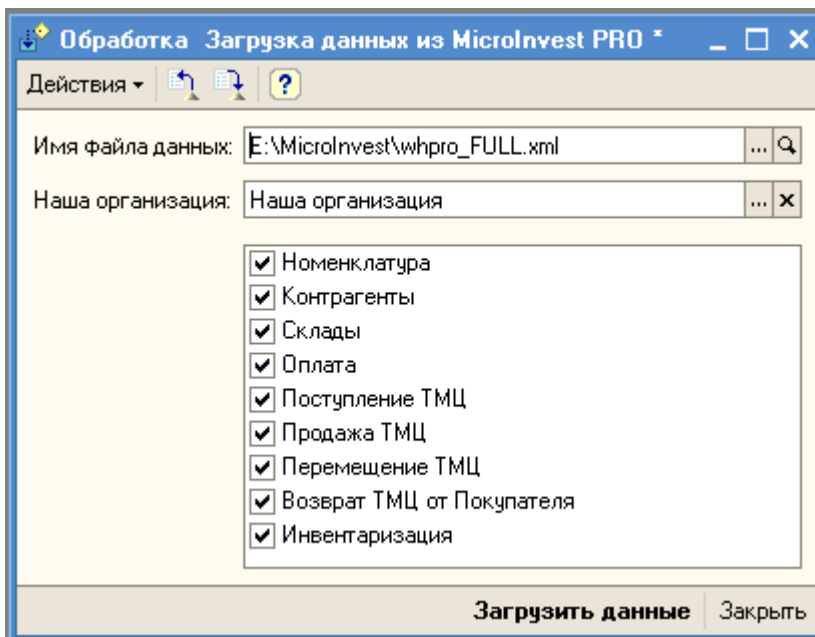 Обработка Загрузка данных из MicroInvest PRO *
Действия
Имя файла данных: E:\MicroInvest\whpro_FULL.xml ...
Наша организация: Наша организация ...
Номенклатура
Контрагенты
Склады
Оплата
Поступление ТМЦ
Продажа ТМЦ
Перемещение ТМЦ
Возврат ТМЦ от Покупателя
Инвентаризация
Загрузить данные Закрыть